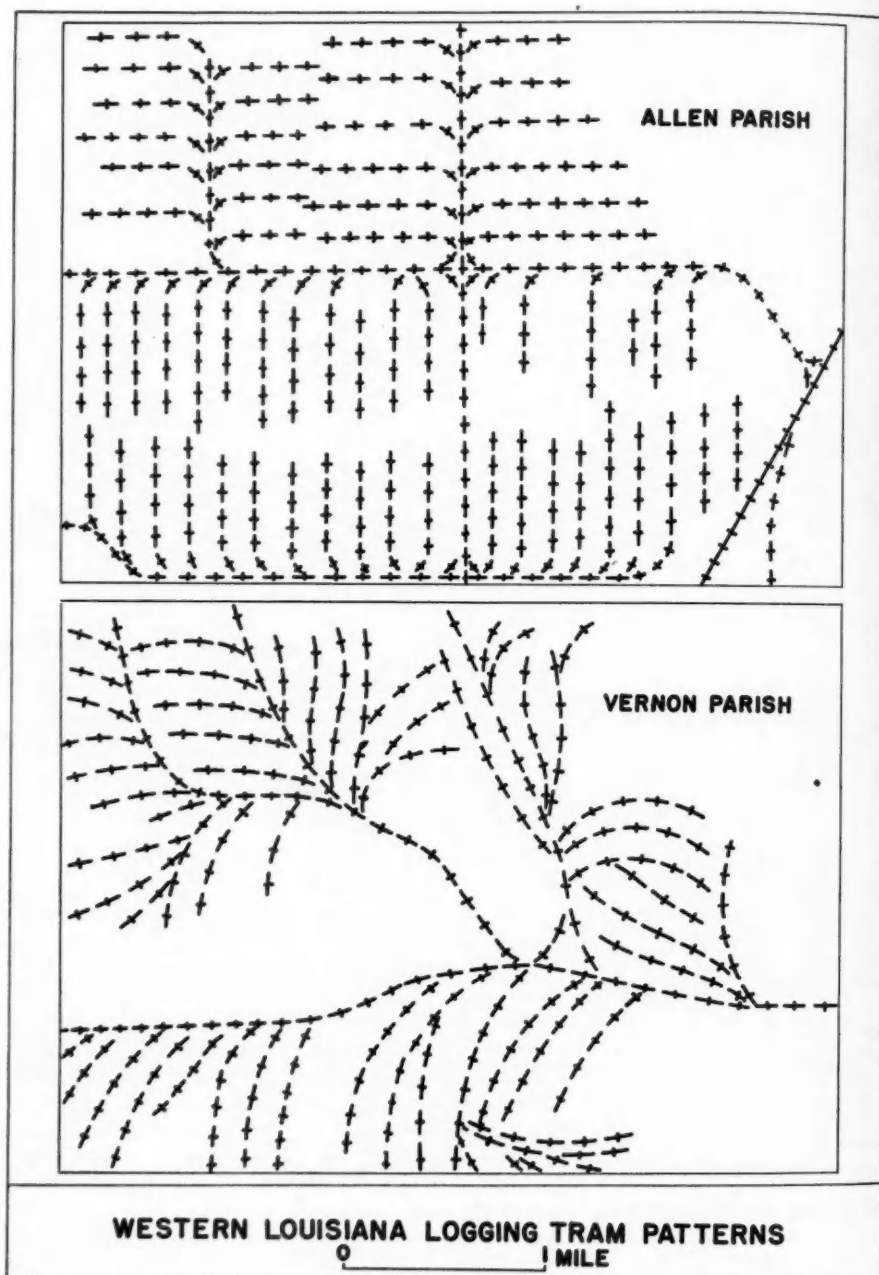 ALLEN PARISH
VERNON PARISH
WESTERN LOUISIANA LOGGING TRAM PATTERNS
0 1
MILE